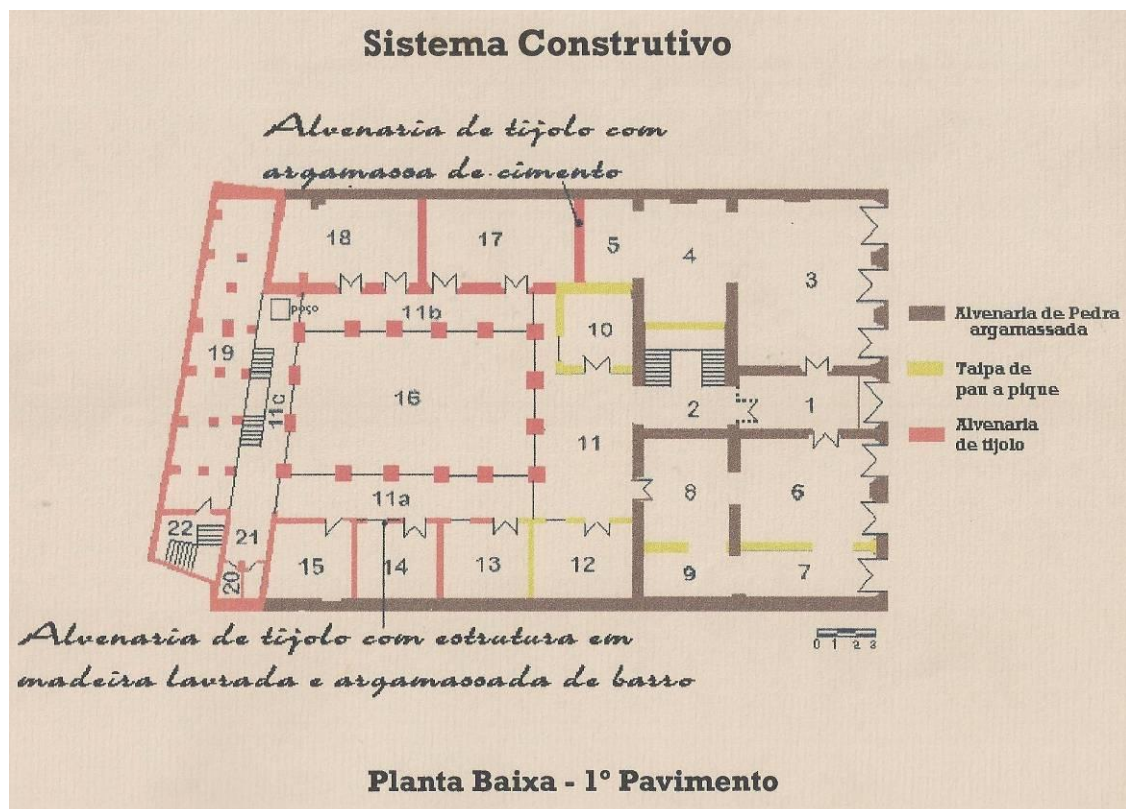 Sistema Construtivo
Alvenaria de tijolo com
argamassa de cimento
18
17
5
4
3
poço
11b
10
19
11c
16
2
1
11
11a
8
6
22
21
20
15
14
13
12
9
7
Alvenaria de Pedra
argamassada
Taipa de
pau a pique
Alvenaria
de tijolo
0 1 2 3
Alvenaria de tijolo com estrutura em
madeira lavrada e argamassada de barro
Planta Baixa - 1º Pavimento